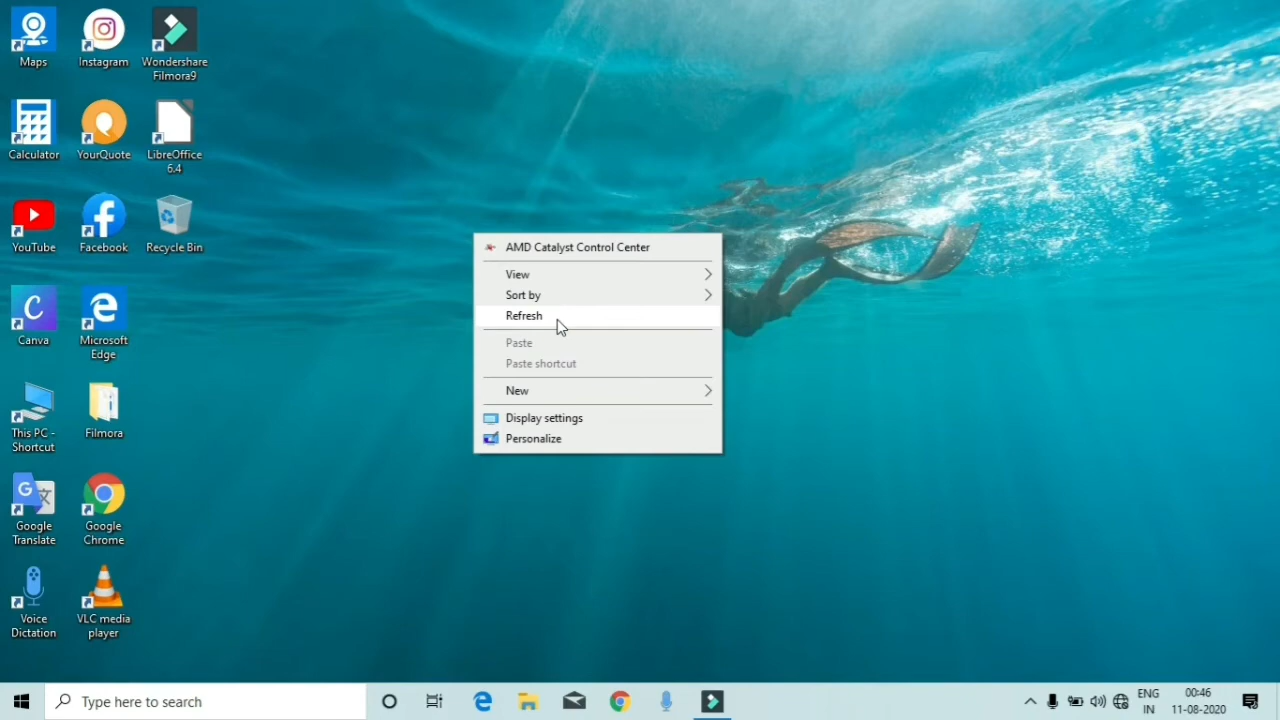 Maps
Instagram
Wondershare
Filmora9
Calculator
YourQuote
LibreOffice
6.4
YouTube
Facebook
Recycle Bin
Canva
Microsoft
Edge
This PC -
Shortcut
Filmora
Google
Translate
Google
Chrome
Voice
Dictation
VLC media
player
AMD Catalyst Control Center
View
Sort by
Refresh
Paste
Paste shortcut
New
Display settings
Personalize
Type here to search
ENG
IN
00:46
11-08-2020